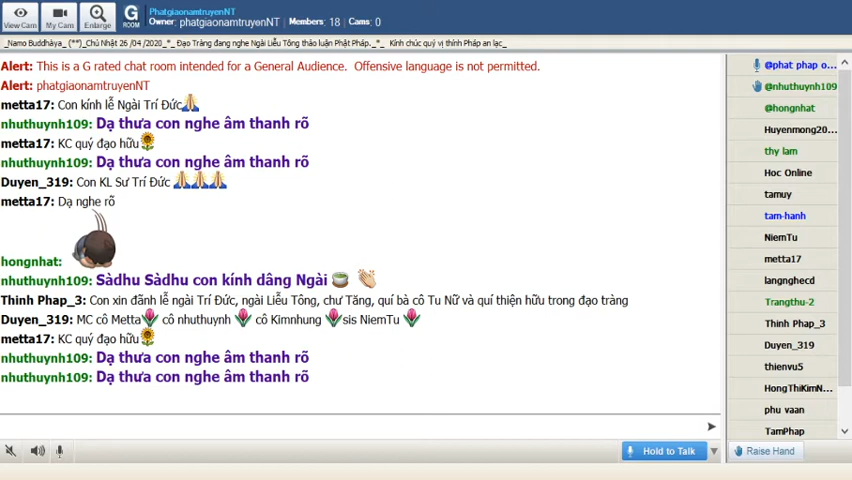 View Cam
My Cam
Enlarge
G
ROOM
PhatgiaonamtruyenNT
Owner: phatgiaonamtruyenNT Members: 18 Cams: 0
_Namo Buddhàya_ (**)_Chủ Nhật 26 /04 /2020_*_ Đạo Tràng đang nghe Ngài Liễu Tông thảo luận Phật Pháp._*_ Kính chúc quý vị thính Pháp an lạc_
Alert: This is a G rated chat room intended for a General Audience. Offensive language is not permitted.
Alert: phatgiaonamtruyenNT
metta17: Con kính lễ Ngài Trí Đức
nhuthuynh109: Dạ thưa con nghe âm thanh rõ
metta17: KC quý đạo hữu
nhuthuynh109: Dạ thưa con nghe âm thanh rõ
Duyen_319: Con KL Sư Trí Đức
metta17: Dạ nghe rõ
hongnhat:
nhuthuynh109: Sàdhu Sàdhu con kính dâng Ngài
Thinh Phap_3: Con xin đãnh lễ ngài Trí Đức, ngài Liễu Tông, chư Tăng, quí bà cô Tu Nữ và quí thiện hữu trong đạo tràng
Duyen_319: MC cô Metta cô nhuthuynh cô Kimnhung sis NiemTu
metta17: KC quý đạo hữu
nhuthuynh109: Dạ thưa con nghe âm thanh rõ
nhuthuynh109: Dạ thưa con nghe âm thanh rõ
@phat phap o...
@nhuthuynh109
@hongnhat
Huyenmong20...
thy lam
Hoc Online
tamuy
tam-hanh
NiemTu
metta17
langnghecd
Trangthu-2
Thinh Phap_3
Duyen_319
thienvu5
HongThiKimN...
phu vaan
TamPhap
Hold to Talk
Raise Hand